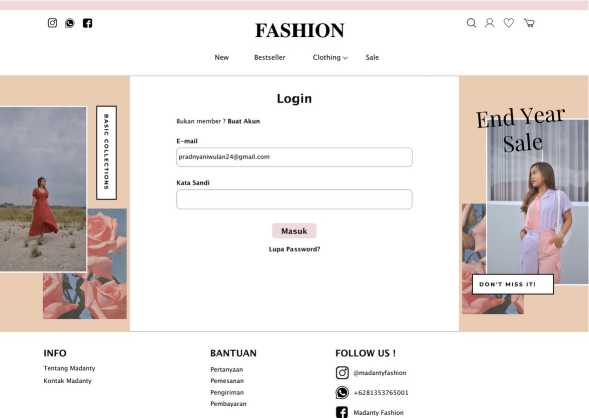 FASHION
New Bestseller Clothing Sale
BASIC COLLECTIONS
Login
Bukan member ? Buat Akun
E-mail
pradnyaniwulan24@gmail.com
Kata Sandi
Masuk
Lupa Password?
End Year
Sale
DON'T MISS IT!
INFO
Tentang Madanty
Kontak Madanty
BANTUAN
Pertanyaan
Pemesanan
Pengiriman
Pembayaran
FOLLOW US !
@madantyfashion
+6281353765001
Madanty Fashion